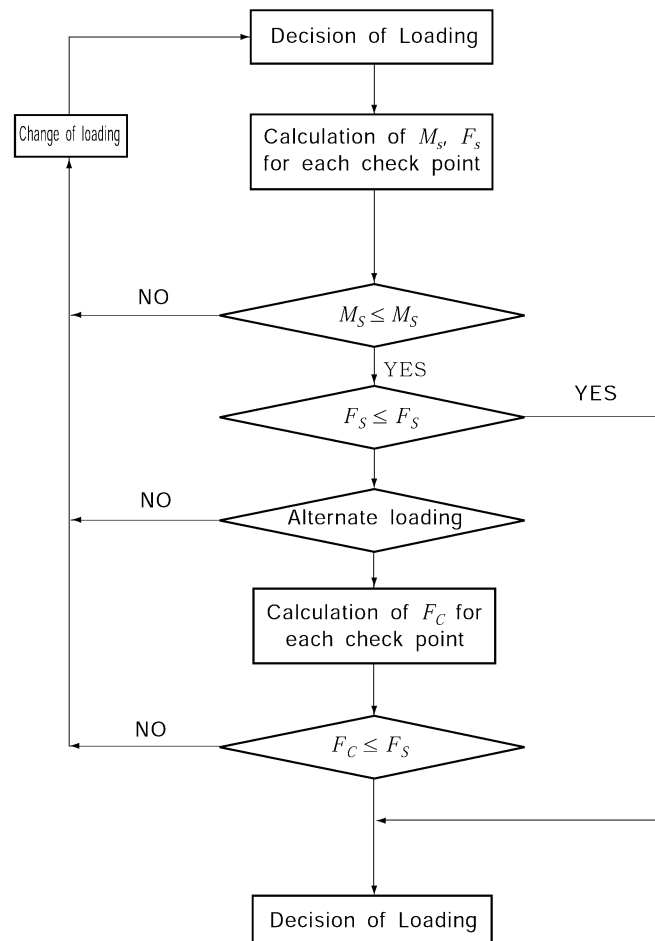 Decision of Loading
Change of loading
Calculation of M_s, F_s
for each check point
NO
M_S ≤ M_S
YES
F_S ≤ F_S
YES
NO
Alternate loading
Calculation of F_C for
each check point
NO
F_C ≤ F_S
Decision of Loading